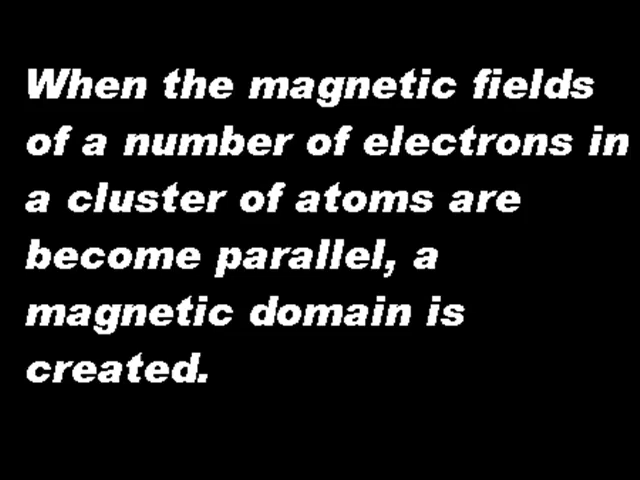 When the magnetic fields
of a number of electrons in
a cluster of atoms are
become parallel, a
magnetic domain is
created.